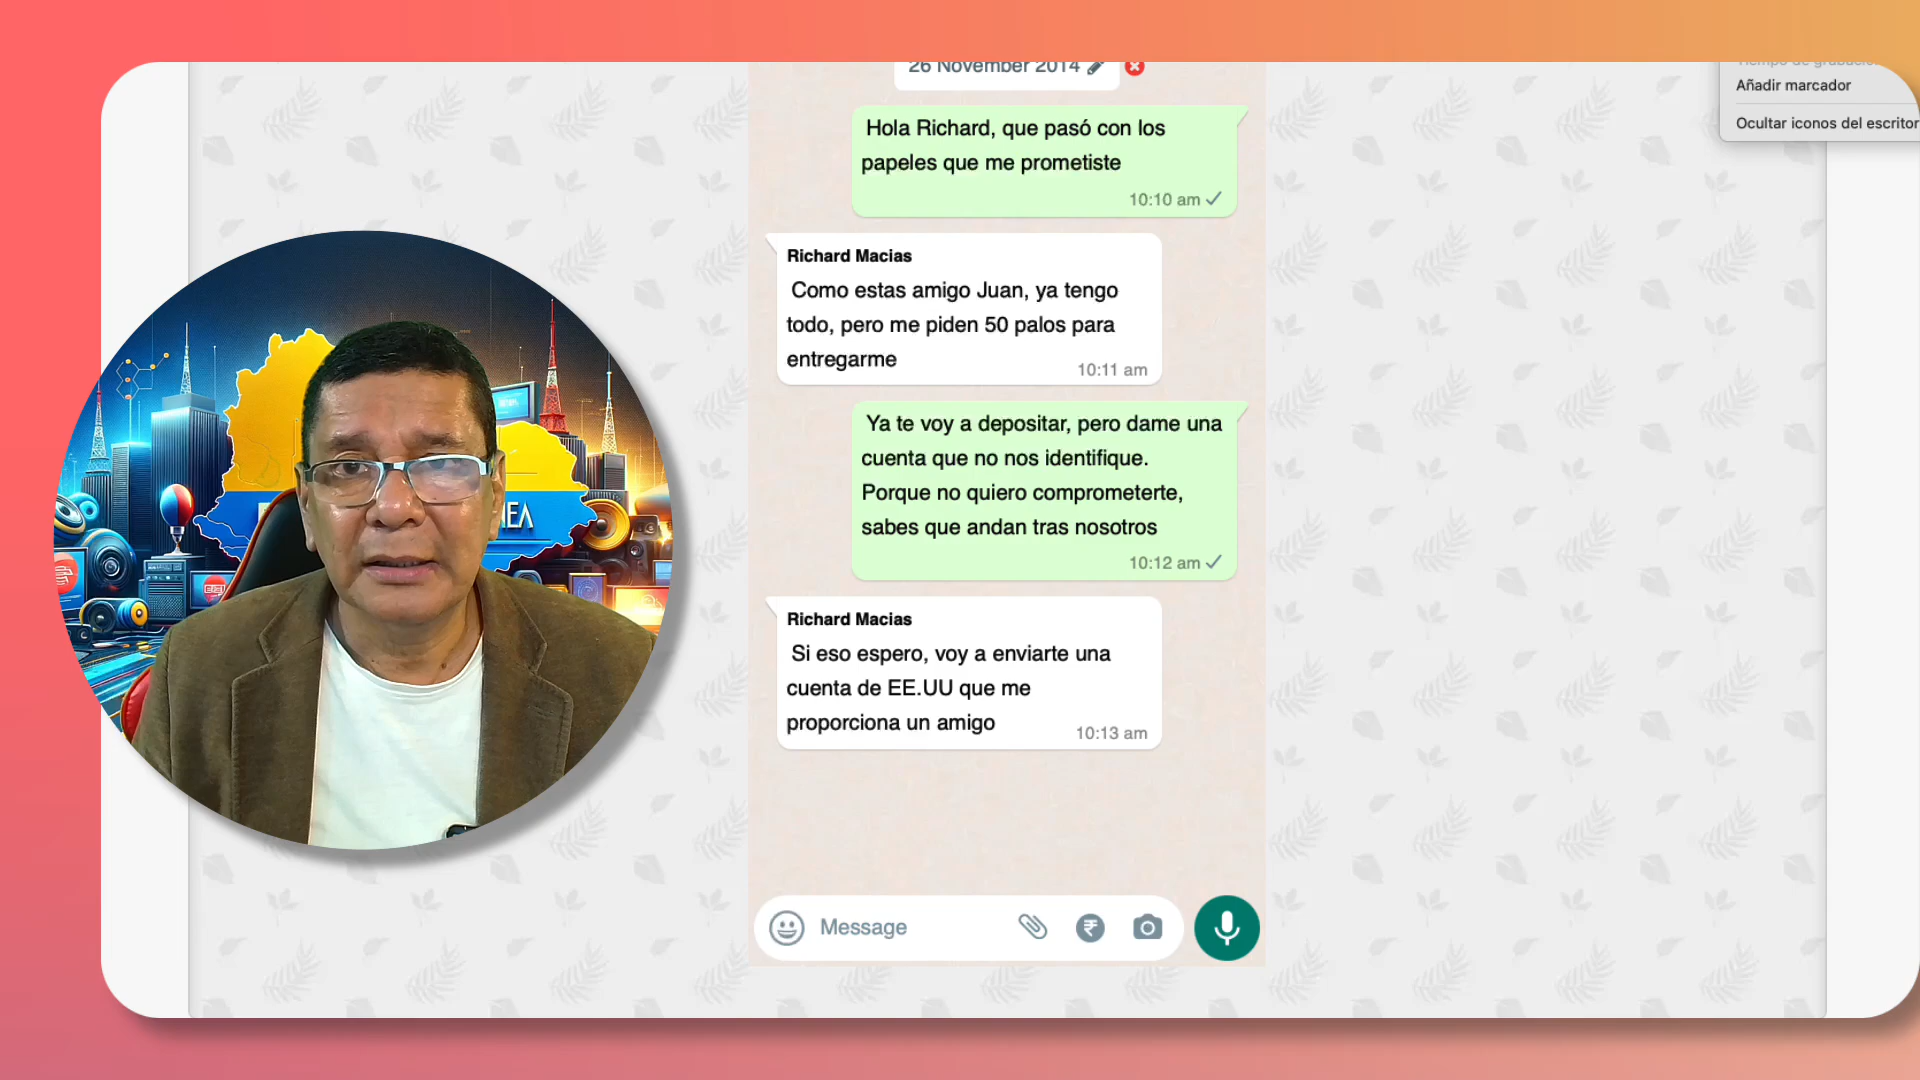 26 November 2014
Añadir marcador
Ocultar iconos del escritor
Hola Richard, que pasó con los
papeles que me prometiste
10:10 am
Richard Macias
Como estas amigo Juan, ya tengo
todo, pero me piden 50 palos para
entregarme
10:11 am
Ya te voy a depositar, pero dame una
cuenta que no nos identifique.
Porque no quiero comprometerte,
sabes que andan tras nosotros
10:12 am
Richard Macias
Si eso espero, voy a enviarte una
cuenta de EE.UU que me
proporciona un amigo
10:13 am
Message